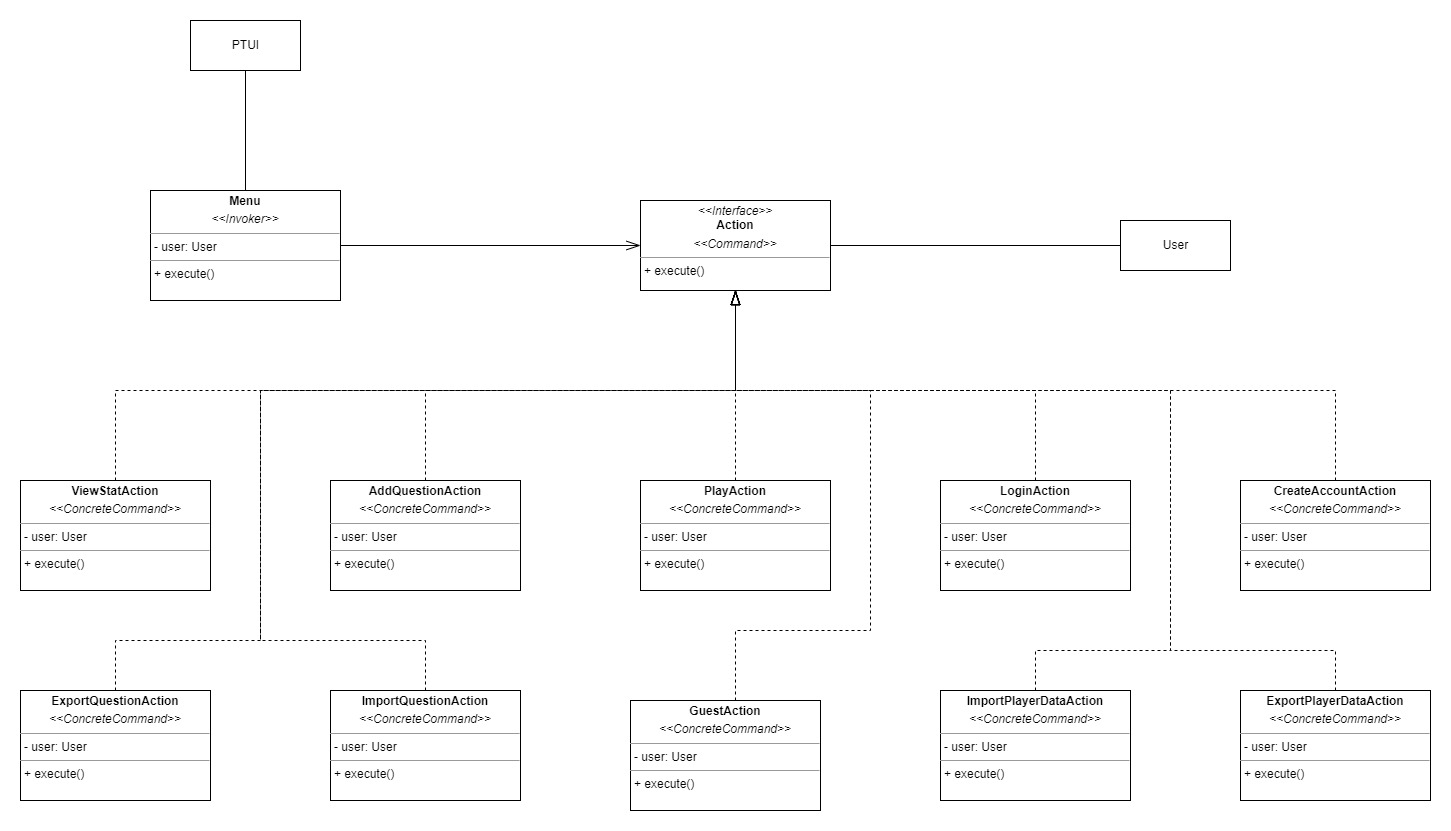 PTUI
Menu
<<Invoker>>
- user: User
+ execute()
<<Interface>>
Action
<<Command>>
+ execute()
User
ViewStatAction
<<ConcreteCommand>>
- user: User
+ execute()
AddQuestionAction
<<ConcreteCommand>>
- user: User
+ execute()
PlayAction
<<ConcreteCommand>>
- user: User
+ execute()
LoginAction
<<ConcreteCommand>>
- user: User
+ execute()
CreateAccountAction
<<ConcreteCommand>>
- user: User
+ execute()
ExportQuestionAction
<<ConcreteCommand>>
- user: User
+ execute()
ImportQuestionAction
<<ConcreteCommand>>
- user: User
+ execute()
GuestAction
<<ConcreteCommand>>
- user: User
+ execute()
ImportPlayerDataAction
<<ConcreteCommand>>
- user: User
+ execute()
ExportPlayerDataAction
<<ConcreteCommand>>
- user: User
+ execute()